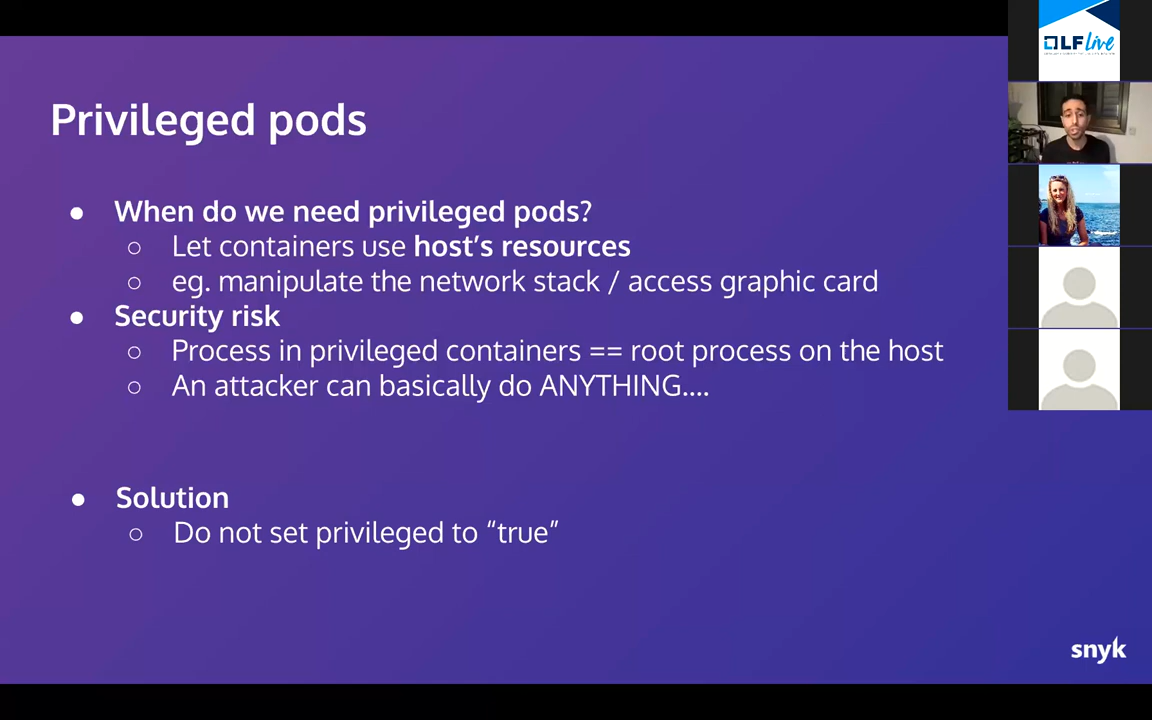 Privileged pods
● When do we need privileged pods?
○ Let containers use host’s resources
○ eg. manipulate the network stack / access graphic card
● Security risk
○ Process in privileged containers == root process on the host
○ An attacker can basically do ANYTHING....
● Solution
○ Do not set privileged to “true”
snyk
LF live